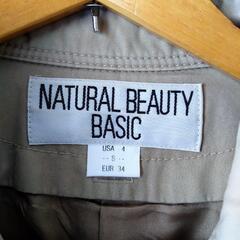 NATURAL BEAUTY
BASIC
USA 4
-- S --
EUR 34